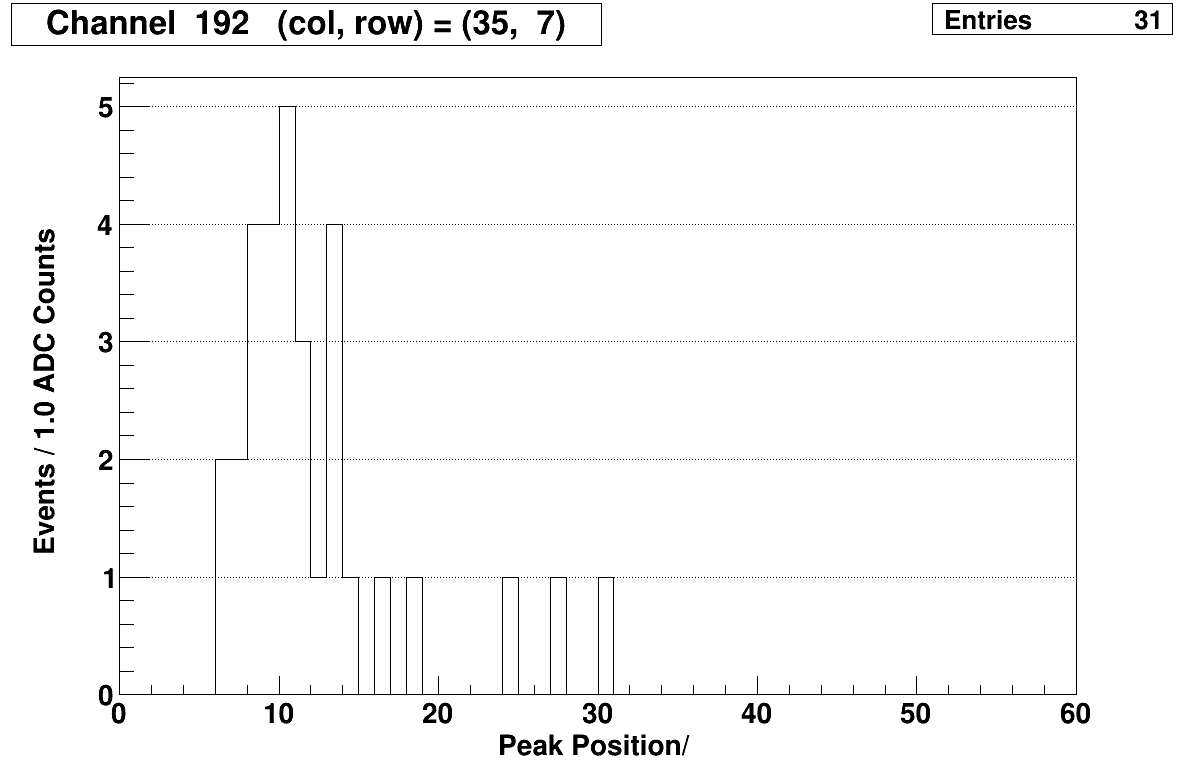 Channel 192 (col, row) = (35, 7)
Entries 31
5
4
3
2
1
0
Events / 1.0 ADC Counts
0 10 20 30 40 50 60
Peak Position/